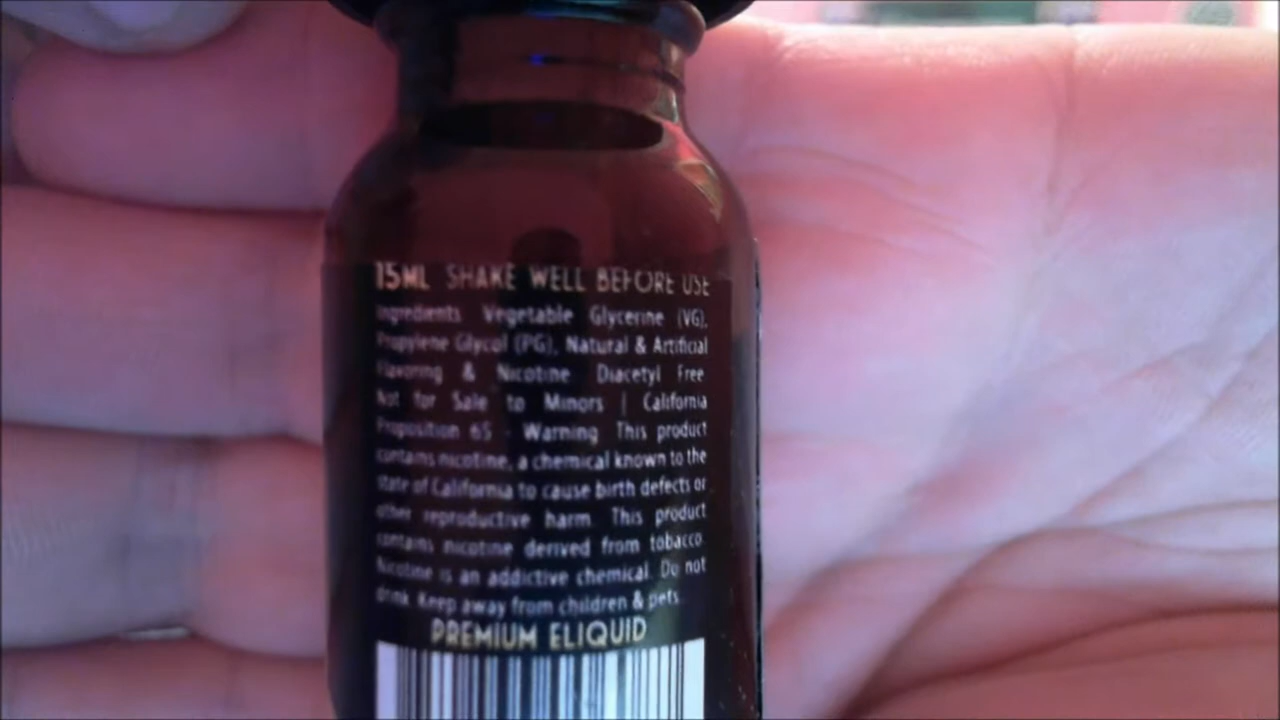 15ML SHAKE WELL BEFORE USE
Ingredients Vegetable Glycerine (VG),
Propylene Glycol (PG), Natural & Artificial
Flavoring & Nicotine Diacetyl Free
Not for Sale to Minors | California
Proposition 65 - Warning This product
contains nicotine, a chemical known to the
state of California to cause birth defects or
other reproductive harm. This product
contains nicotine derived from tobacco.
Nicotine is an addictive chemical. Do not
drink. Keep away from children & pets.
PREMIUM ELIQUID